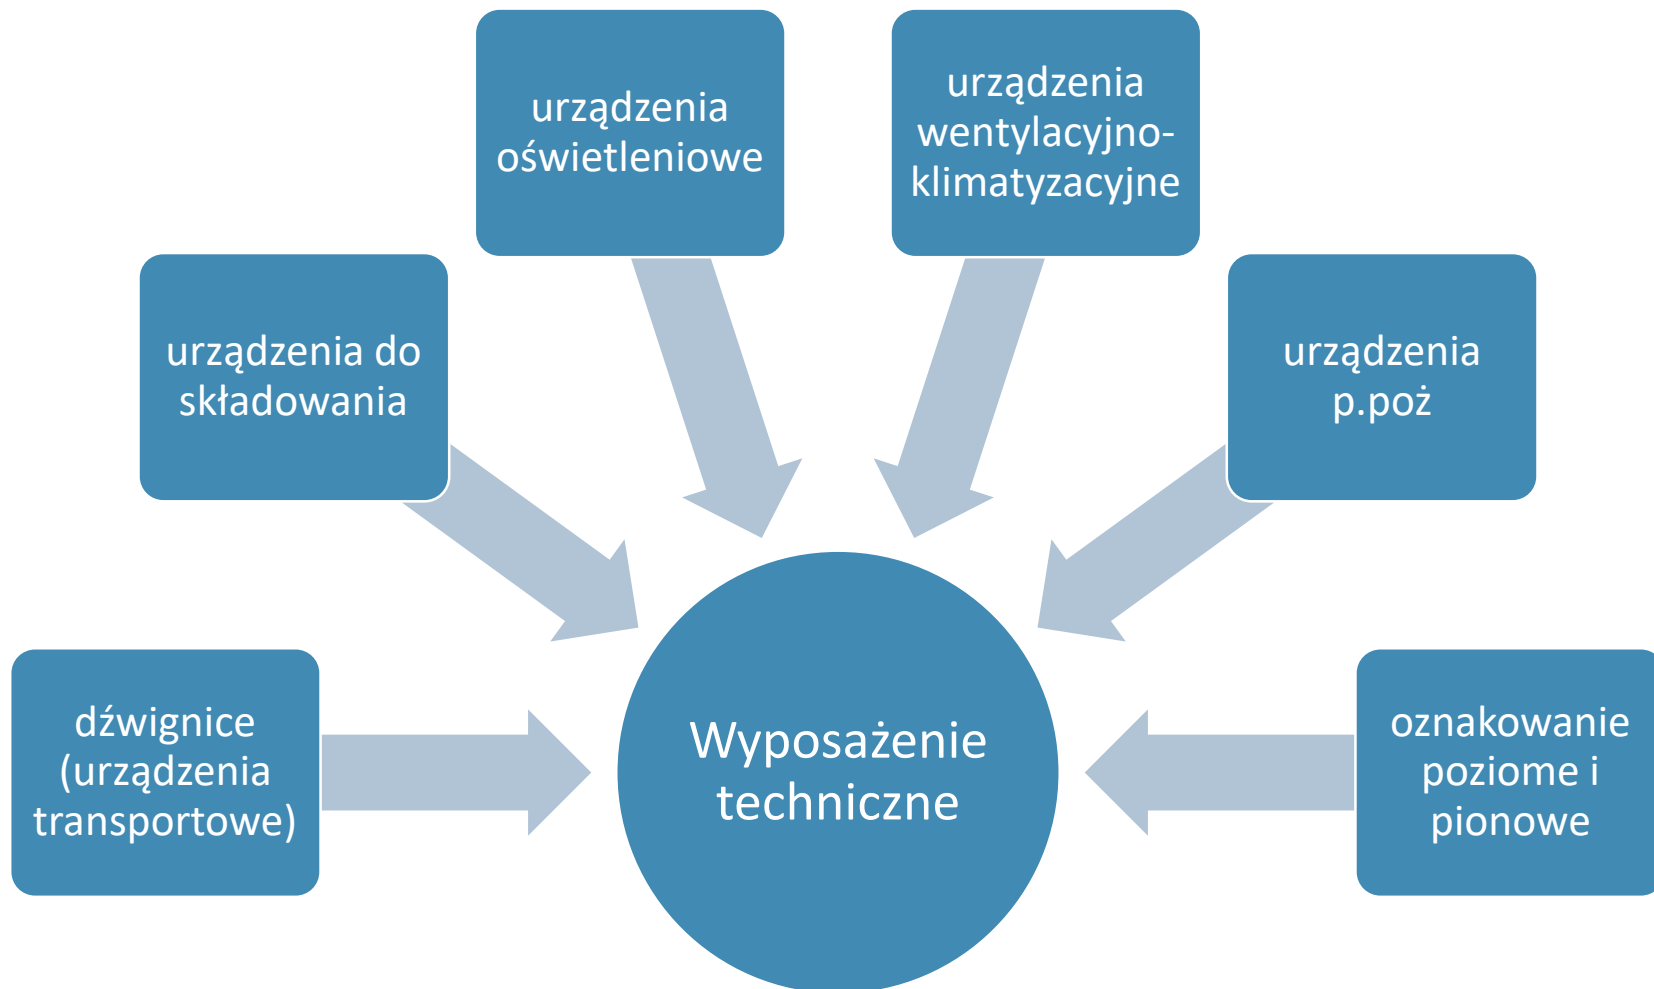 urządzenia
oświetleniowe
urządzenia
wentylacyjno-
klimatyzacyjne
urządzenia do
składowania
urządzenia
p.poż
dźwignice
(urządzenia
transportowe)
Wyposażenie
techniczne
oznakowanie
poziome i
pionowe